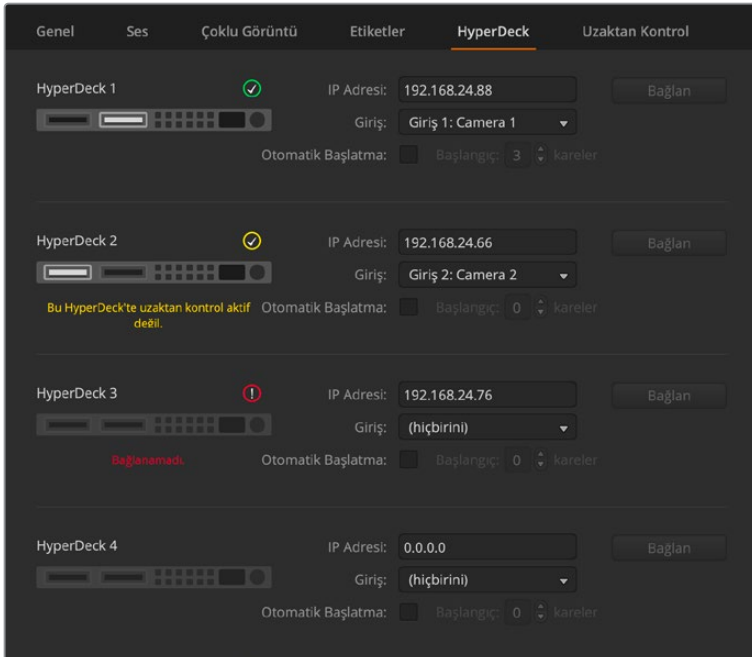 Genel Ses Çoklu Görüntü Etiketler HyperDeck Uzaktan Kontrol
HyperDeck 1 IP Adresi: 192.168.24.88 Bağlan
Giriş: Giriş 1: Camera 1
Otomatik Başlatma: Başlangıç: 3 kareler
HyperDeck 2 IP Adresi: 192.168.24.66 Bağlan
Giriş: Giriş 2: Camera 2
Bu HyperDeck'te uzaktan kontrol aktif Otomatik Başlatma: Başlangıç: 0 kareler
değil.
HyperDeck 3 IP Adresi: 192.168.24.76 Bağlan
Giriş: (hiçbirini)
Bağlanamadı. Otomatik Başlatma: Başlangıç: 0 kareler
HyperDeck 4 IP Adresi: 0.0.0.0 Bağlan
Giriş: (hiçbirini)
Otomatik Başlatma: Başlangıç: 0 kareler